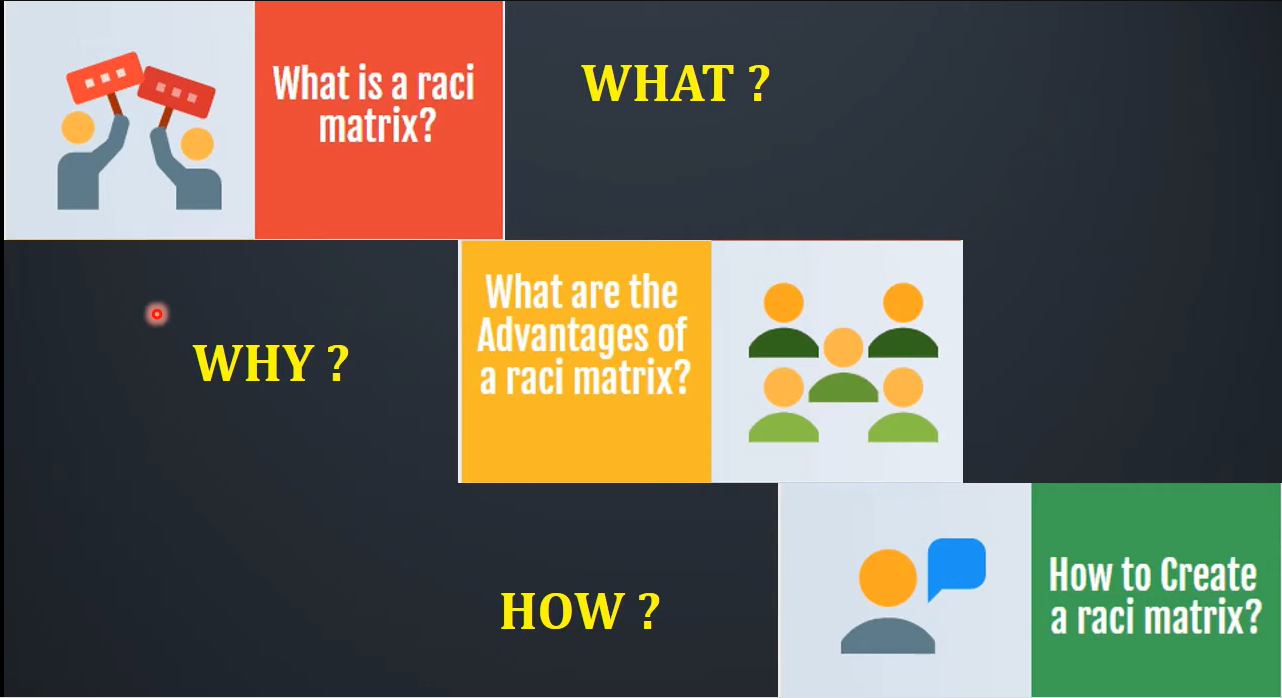 What is a raci
matrix?
WHAT ?
WHY ?
What are the
Advantages of
a raci matrix?
HOW ?
How to Create
a raci matrix?